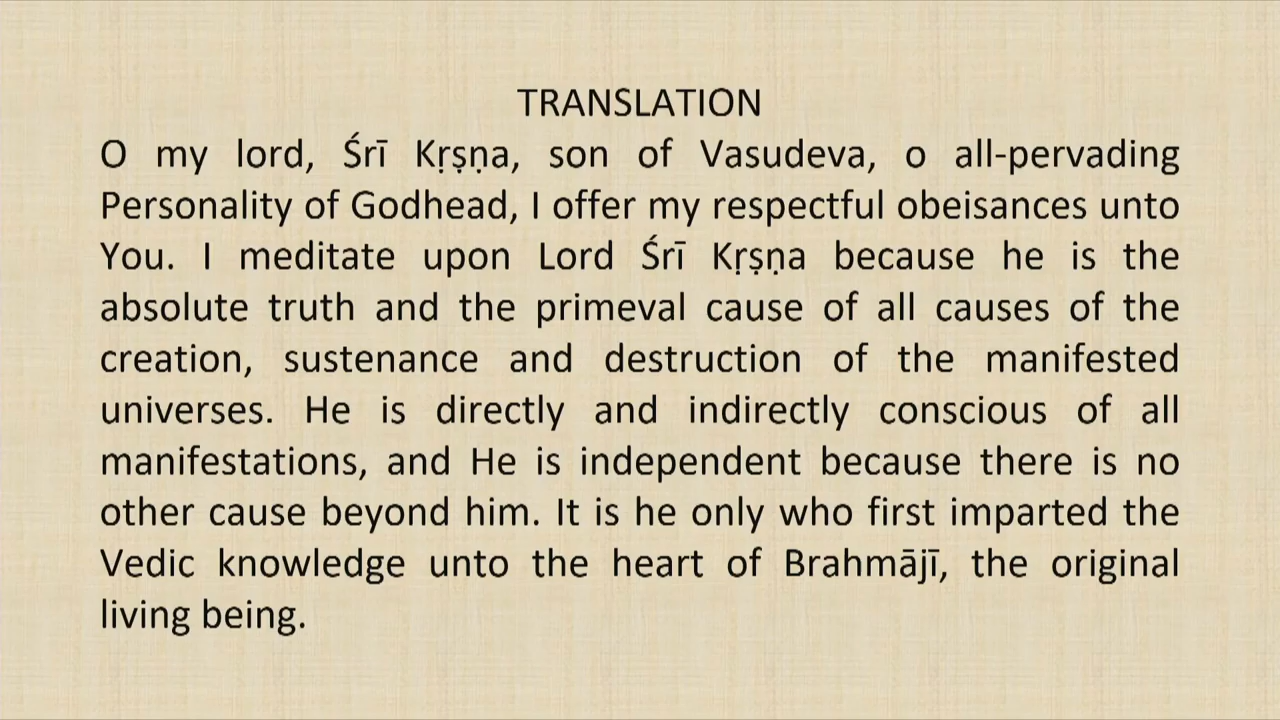 TRANSLATION
O my lord, Śrī Kṛṣṇa, son of Vasudeva, o all-pervading
Personality of Godhead, I offer my respectful obeisances unto
You. I meditate upon Lord Śrī Kṛṣṇa because he is the
absolute truth and the primeval cause of all causes of the
creation, sustenance and destruction of the manifested
universes. He is directly and indirectly conscious of all
manifestations, and He is independent because there is no
other cause beyond him. It is he only who first imparted the
Vedic knowledge unto the heart of Brahmājī, the original
living being.